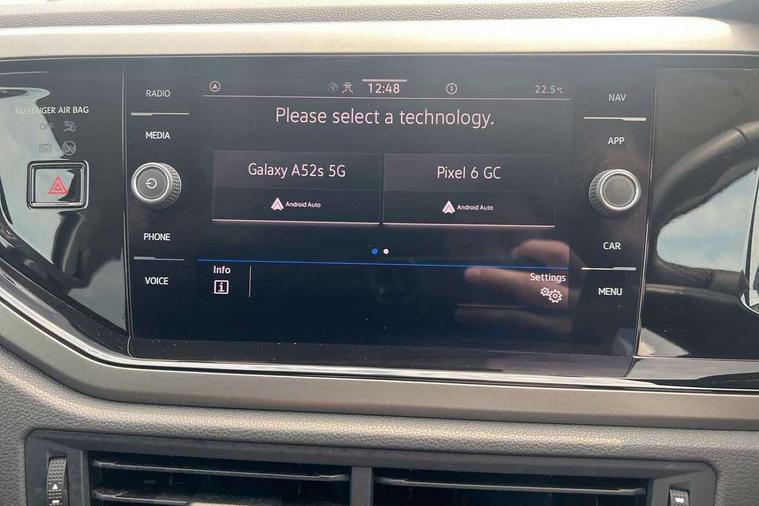 RADIO
MEDIA
PHONE
VOICE
PASSENGER AIR BAG
OFF
12:48
22.5°C
Please select a technology.
Galaxy A52s 5G
Android Auto
Pixel 6 GC
Android Auto
Info
Settings
NAV
APP
CAR
MENU